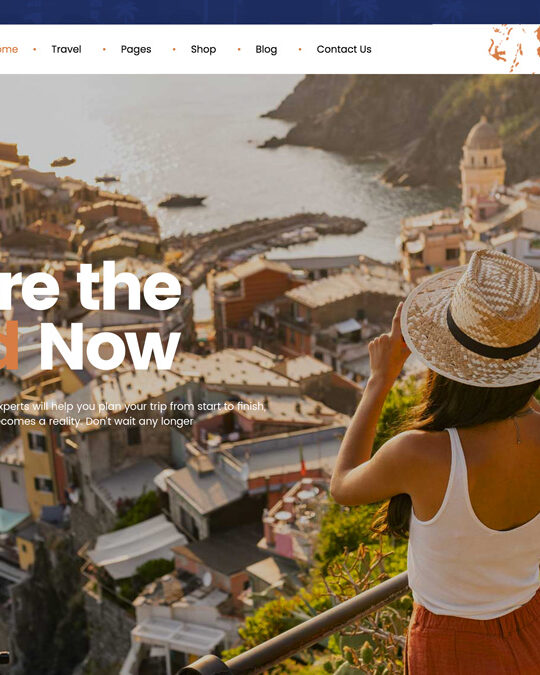 ome • Travel • Pages • Shop • Blog • Contact Us
re the
d Now
xperts will help you plan your trip from start to finish,
ecomes a reality. Don't wait any longer